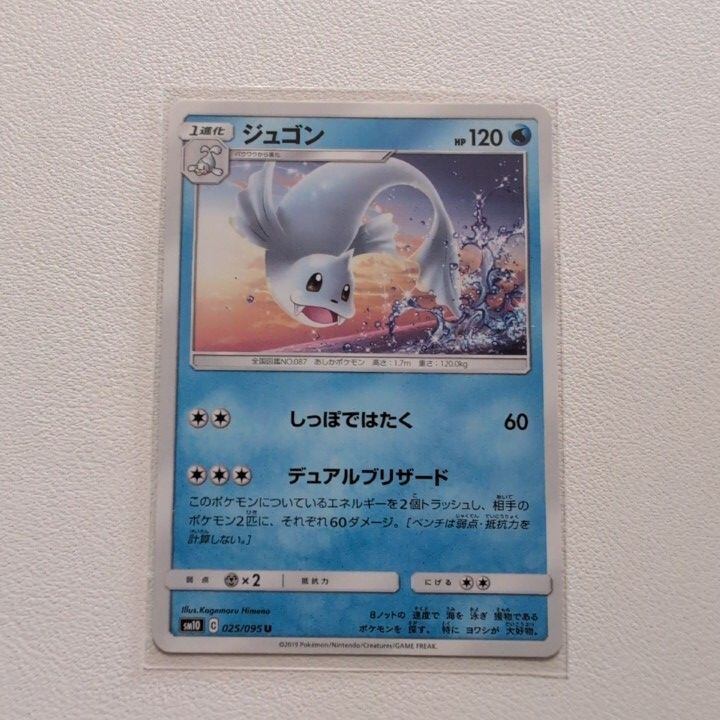 1進化 ジュゴン HP 120
パウワウから進化
全国図鑑NO.087 あしかポケモン 高さ：1.7m 重さ：120.0kg
しっぽではたく 60
デュアルブリザード
このポケモンについているエネルギーを2個トラッシュし、相手の
ポケモン2匹に、それぞれ60ダメージ。［ベンチは弱点・抵抗力を
計算しない。］
弱点 ×2 抵抗力 にげる
Illus. Kagemaru Himeno
8ノットの 速度で 海を 泳ぎ 獲物である
ポケモンを 探す。 特に ヨワシが 大好物。
SM10 C 025/095 U
©2019 Pokémon/Nintendo/Creatures/GAME FREAK.